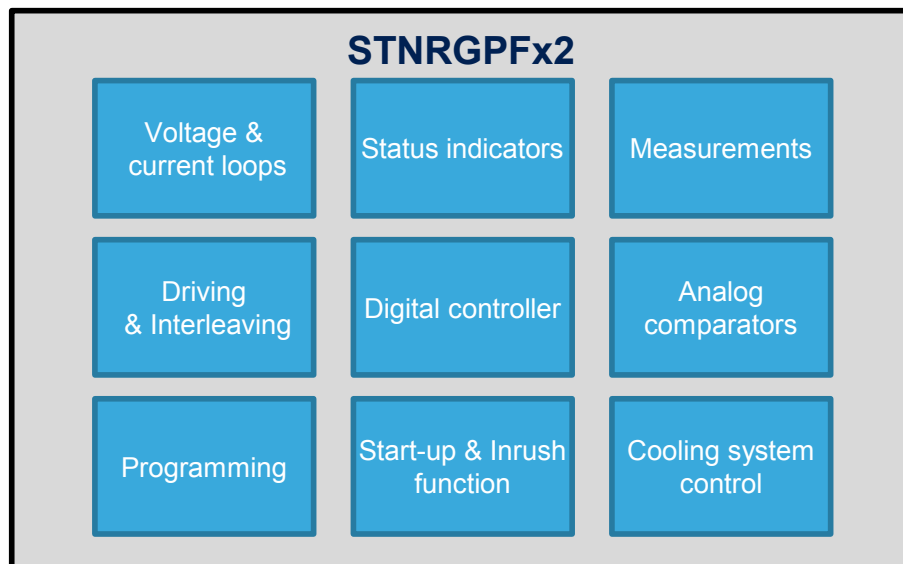 STNRGPFx2
Voltage &
current loops
Status indicators
Measurements
Driving
& Interleaving
Digital controller
Analog
comparators
Programming
Start-up & Inrush
function
Cooling system
control